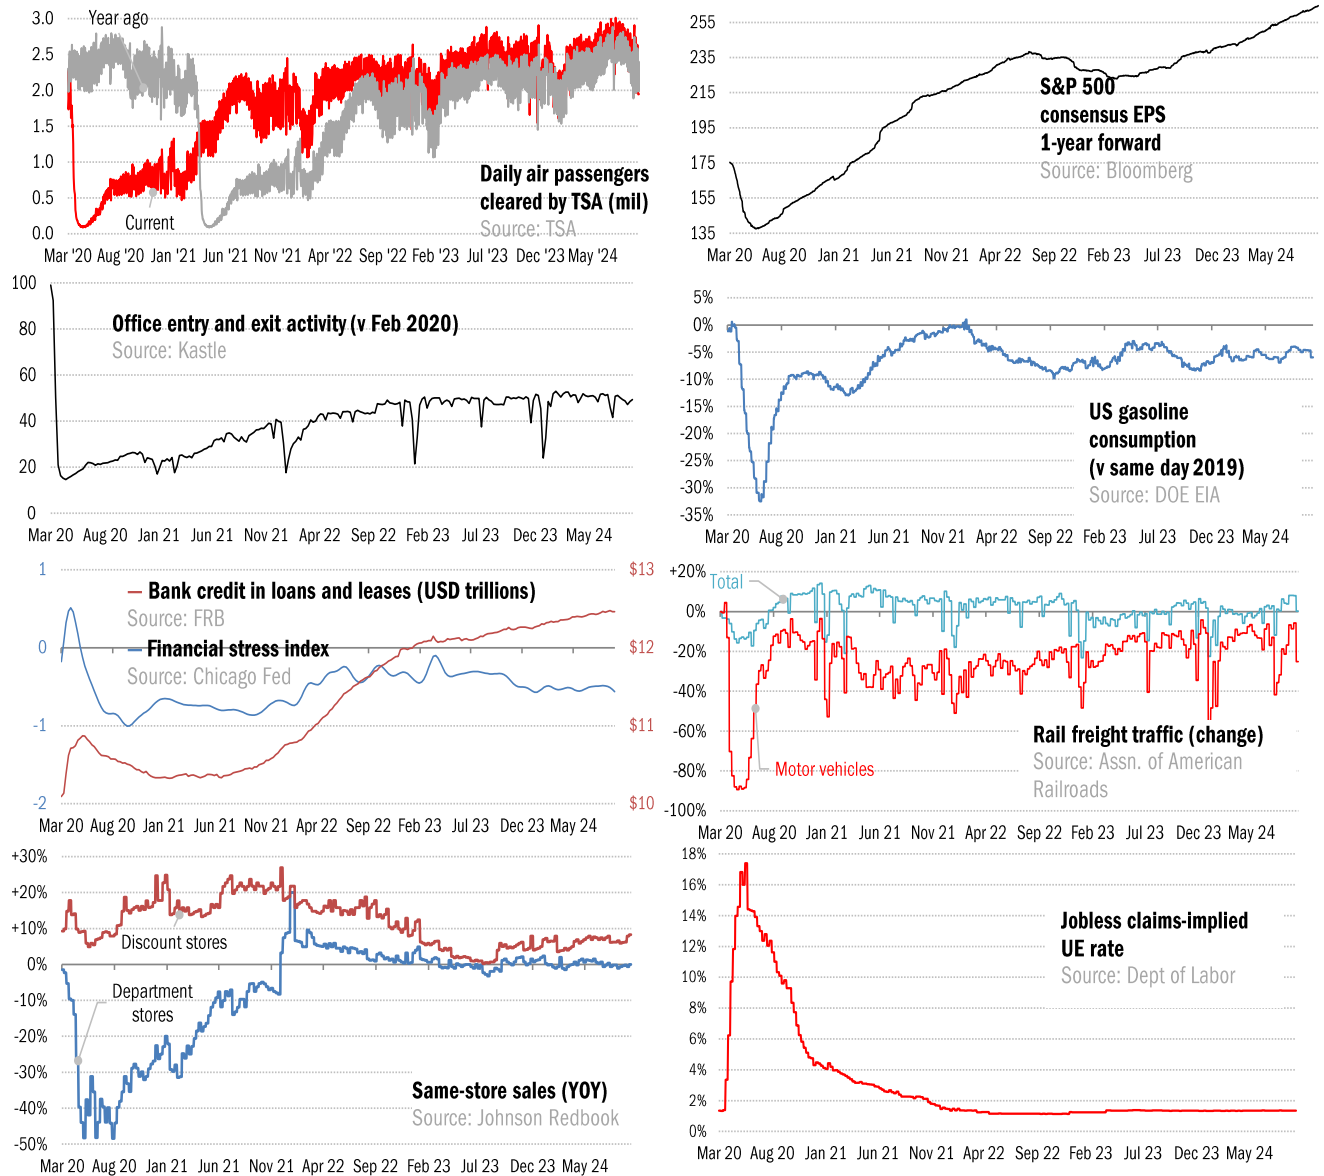 3.0
2.5
2.0
1.5
1.0
0.5
0.0
Year ago
Current
Daily air passengers
cleared by TSA (mil)
Source: TSA
Mar '20 Aug '20 Jan '21 Jun '21 Nov '21 Apr '22 Sep '22 Feb '23 Jul '23 Dec '23 May '24
255
235
215
195
175
155
135
S&P 500
consensus EPS
1-year forward
Source: Bloomberg
Mar 20 Aug 20 Jan 21 Jun 21 Nov 21 Apr 22 Sep 22 Feb 23 Jul 23 Dec 23 May 24
100
80
60
40
20
0
Office entry and exit activity (v Feb 2020)
Source: Kastle
Mar 20 Aug 20 Jan 21 Jun 21 Nov 21 Apr 22 Sep 22 Feb 23 Jul 23 Dec 23 May 24
5%
0%
-5%
-10%
-15%
-20%
-25%
-30%
-35%
US gasoline
consumption
(v same day 2019)
Source: DOE EIA
Mar 20 Aug 20 Jan 21 Jun 21 Nov 21 Apr 22 Sep 22 Feb 23 Jul 23 Dec 23 May 24
1
0
-1
-2
Bank credit in loans and leases (USD trillions)
Source: FRB
Financial stress index
Source: Chicago Fed
$13
$12
$11
$10
Mar 20 Aug 20 Jan 21 Jun 21 Nov 21 Apr 22 Sep 22 Feb 23 Jul 23 Dec 23 May 24
+20%
0%
-20%
-40%
-60%
-80%
-100%
Total
Motor vehicles
Rail freight traffic (change)
Source: Assn. of American
Railroads
Mar 20 Aug 20 Jan 21 Jun 21 Nov 21 Apr 22 Sep 22 Feb 23 Jul 23 Dec 23 May 24
+30%
+20%
+10%
0%
-10%
-20%
-30%
-40%
-50%
Discount stores
Department
stores
Same-store sales (YOY)
Source: Johnson Redbook
Mar 20 Aug 20 Jan 21 Jun 21 Nov 21 Apr 22 Sep 22 Feb 23 Jul 23 Dec 23 May 24
18%
16%
14%
12%
10%
8%
6%
4%
2%
0%
Jobless claims-implied
UE rate
Source: Dept of Labor
Mar 20 Aug 20 Jan 21 Jun 21 Nov 21 Apr 22 Sep 22 Feb 23 Jul 23 Dec 23 May 24